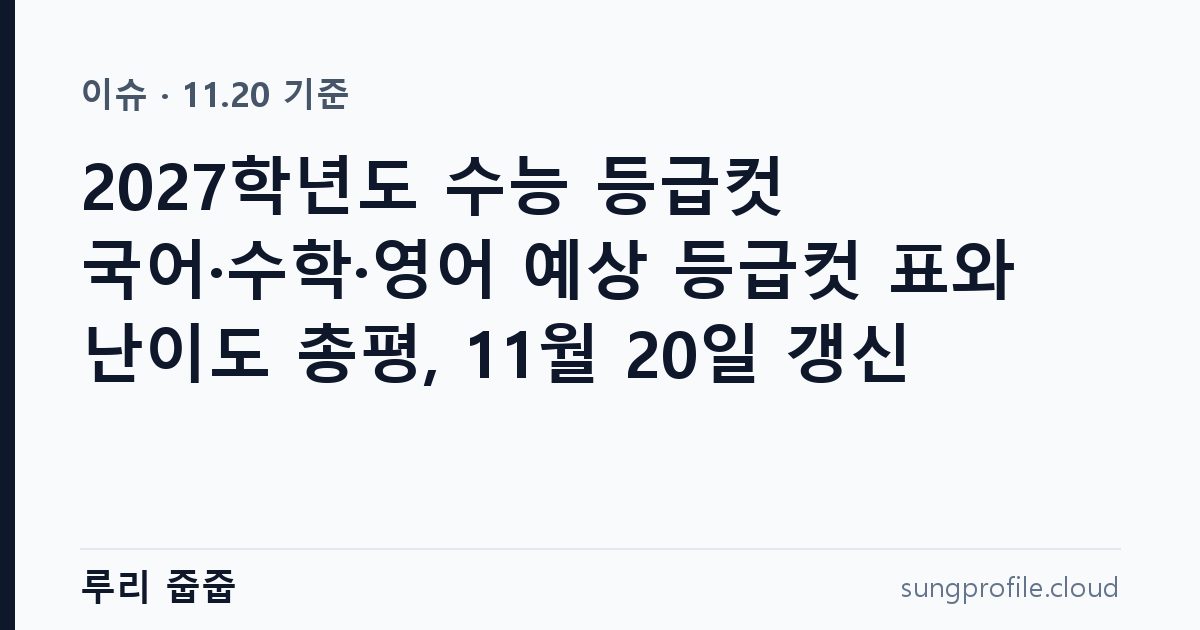 이슈 · 11.20 기준
2027학년도 수능 등급컷
국어·수학·영어 예상 등급컷 표와
난이도 총평, 11월 20일 갱신
루리 줍줍
sungprofile.cloud